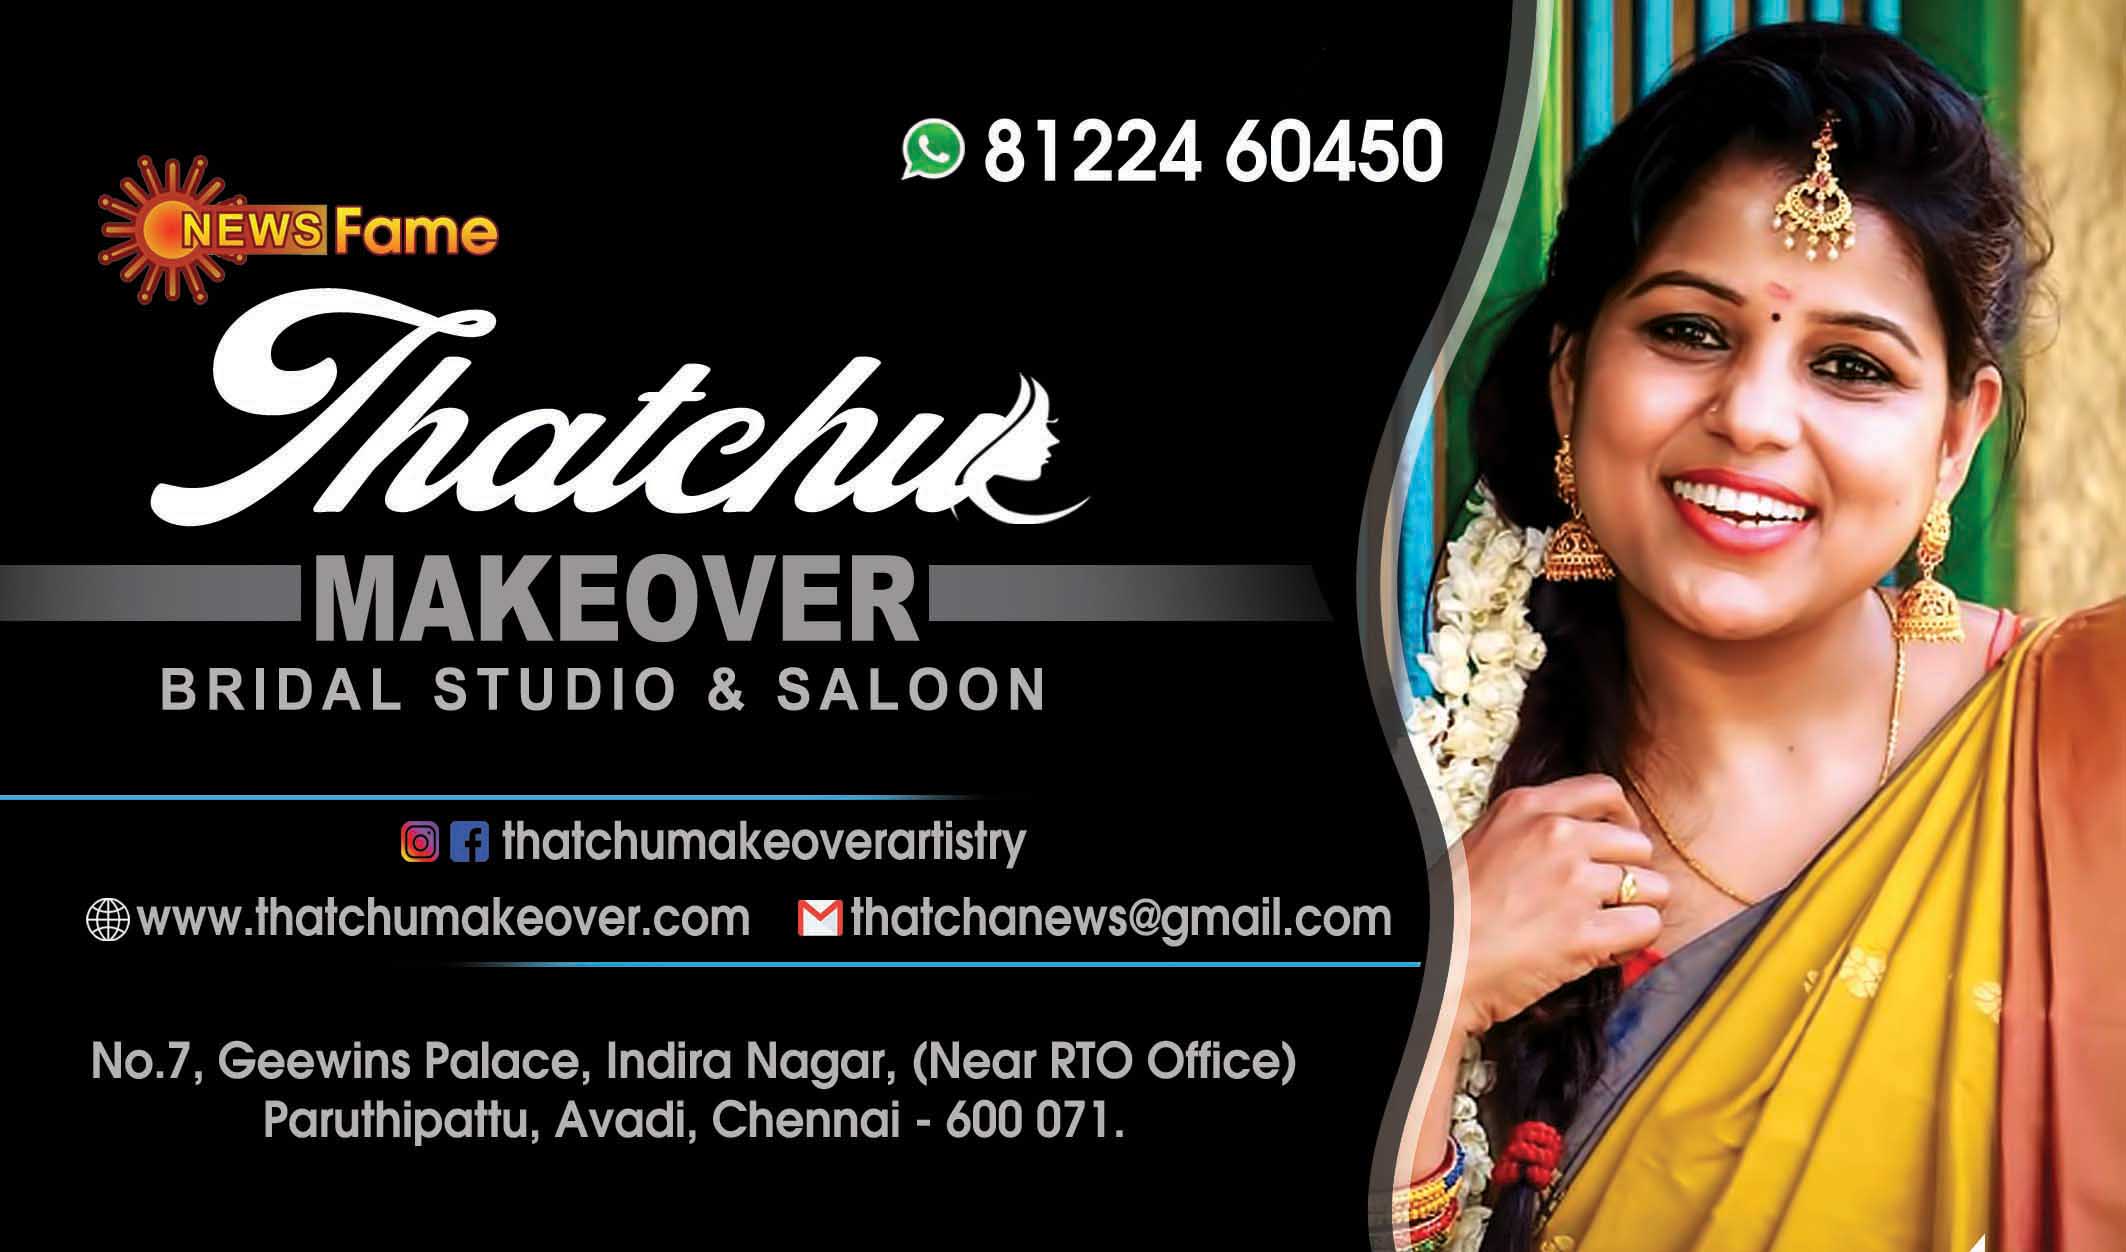 81224 60450
NEWS Fame
Thatchu
MAKEOVER
BRIDAL STUDIO & SALOON
thatchumakeoverartistry
www.thatchumakeover.com thatchanews@gmail.com
No.7, Geewins Palace, Indira Nagar, (Near RTO Office)
Paruthipattu, Avadi, Chennai - 600 071.